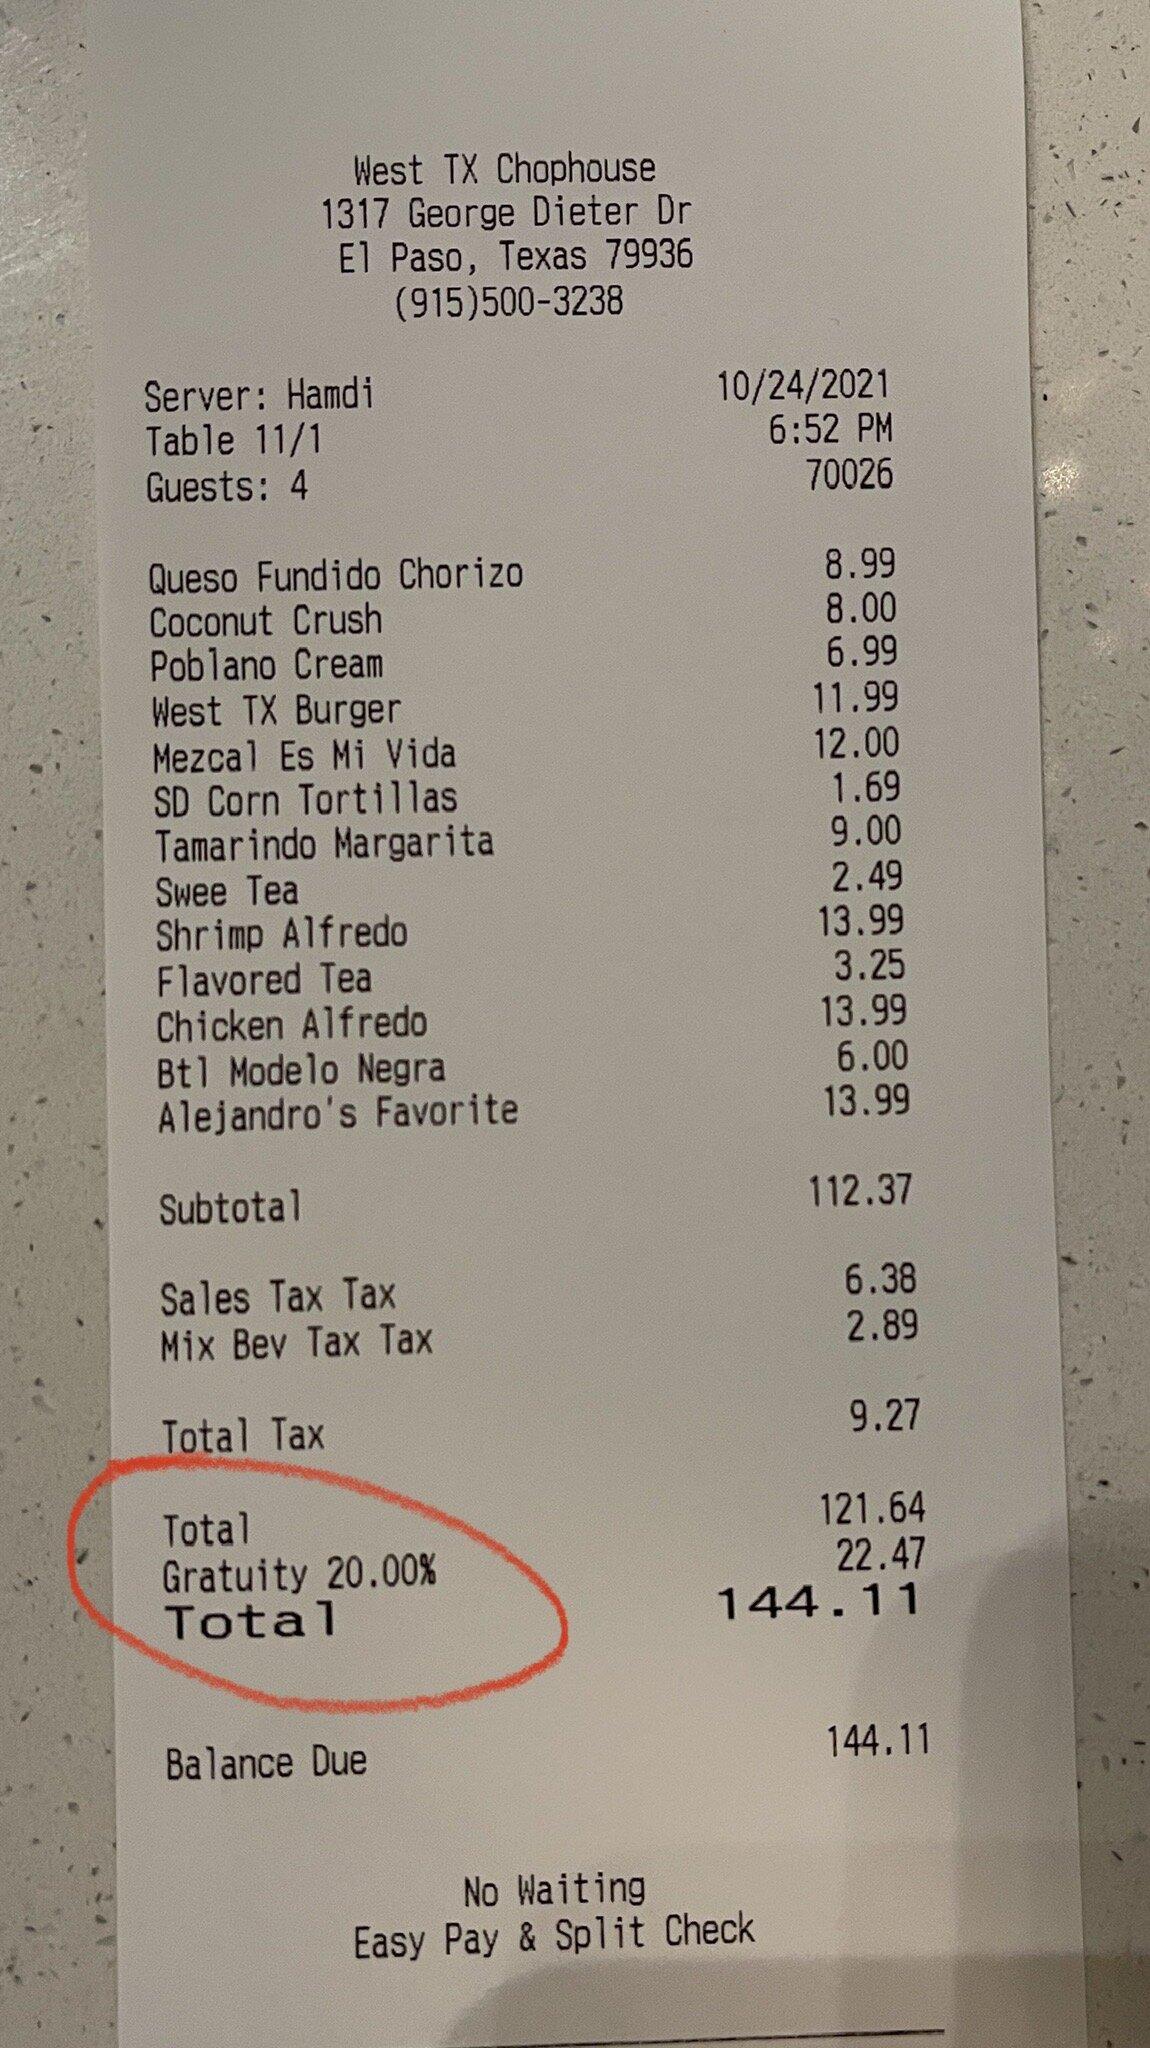 West TX Chophouse
1317 George Dieter Dr
El Paso, Texas 79936
(915)500-3238
Server: Hamdi 10/24/2021
Table 11/1 6:52 PM
Guests: 4 70026
Queso Fundido Chorizo 8.99
Coconut Crush 8.00
Poblano Cream 6.99
West TX Burger 11.99
Mezcal Es Mi Vida 12.00
SD Corn Tortillas 1.69
Tamarindo Margarita 9.00
Swee Tea 2.49
Shrimp Alfredo 13.99
Flavored Tea 3.25
Chicken Alfredo 13.99
Btl Modelo Negra 6.00
Alejandro's Favorite 13.99
Subtotal 112.37
Sales Tax Tax 6.38
Mix Bev Tax Tax 2.89
Total Tax 9.27
Total 121.64
Gratuity 20.00% 22.47
Total 144.11
Balance Due 144.11
No Waiting
Easy Pay & Split Check